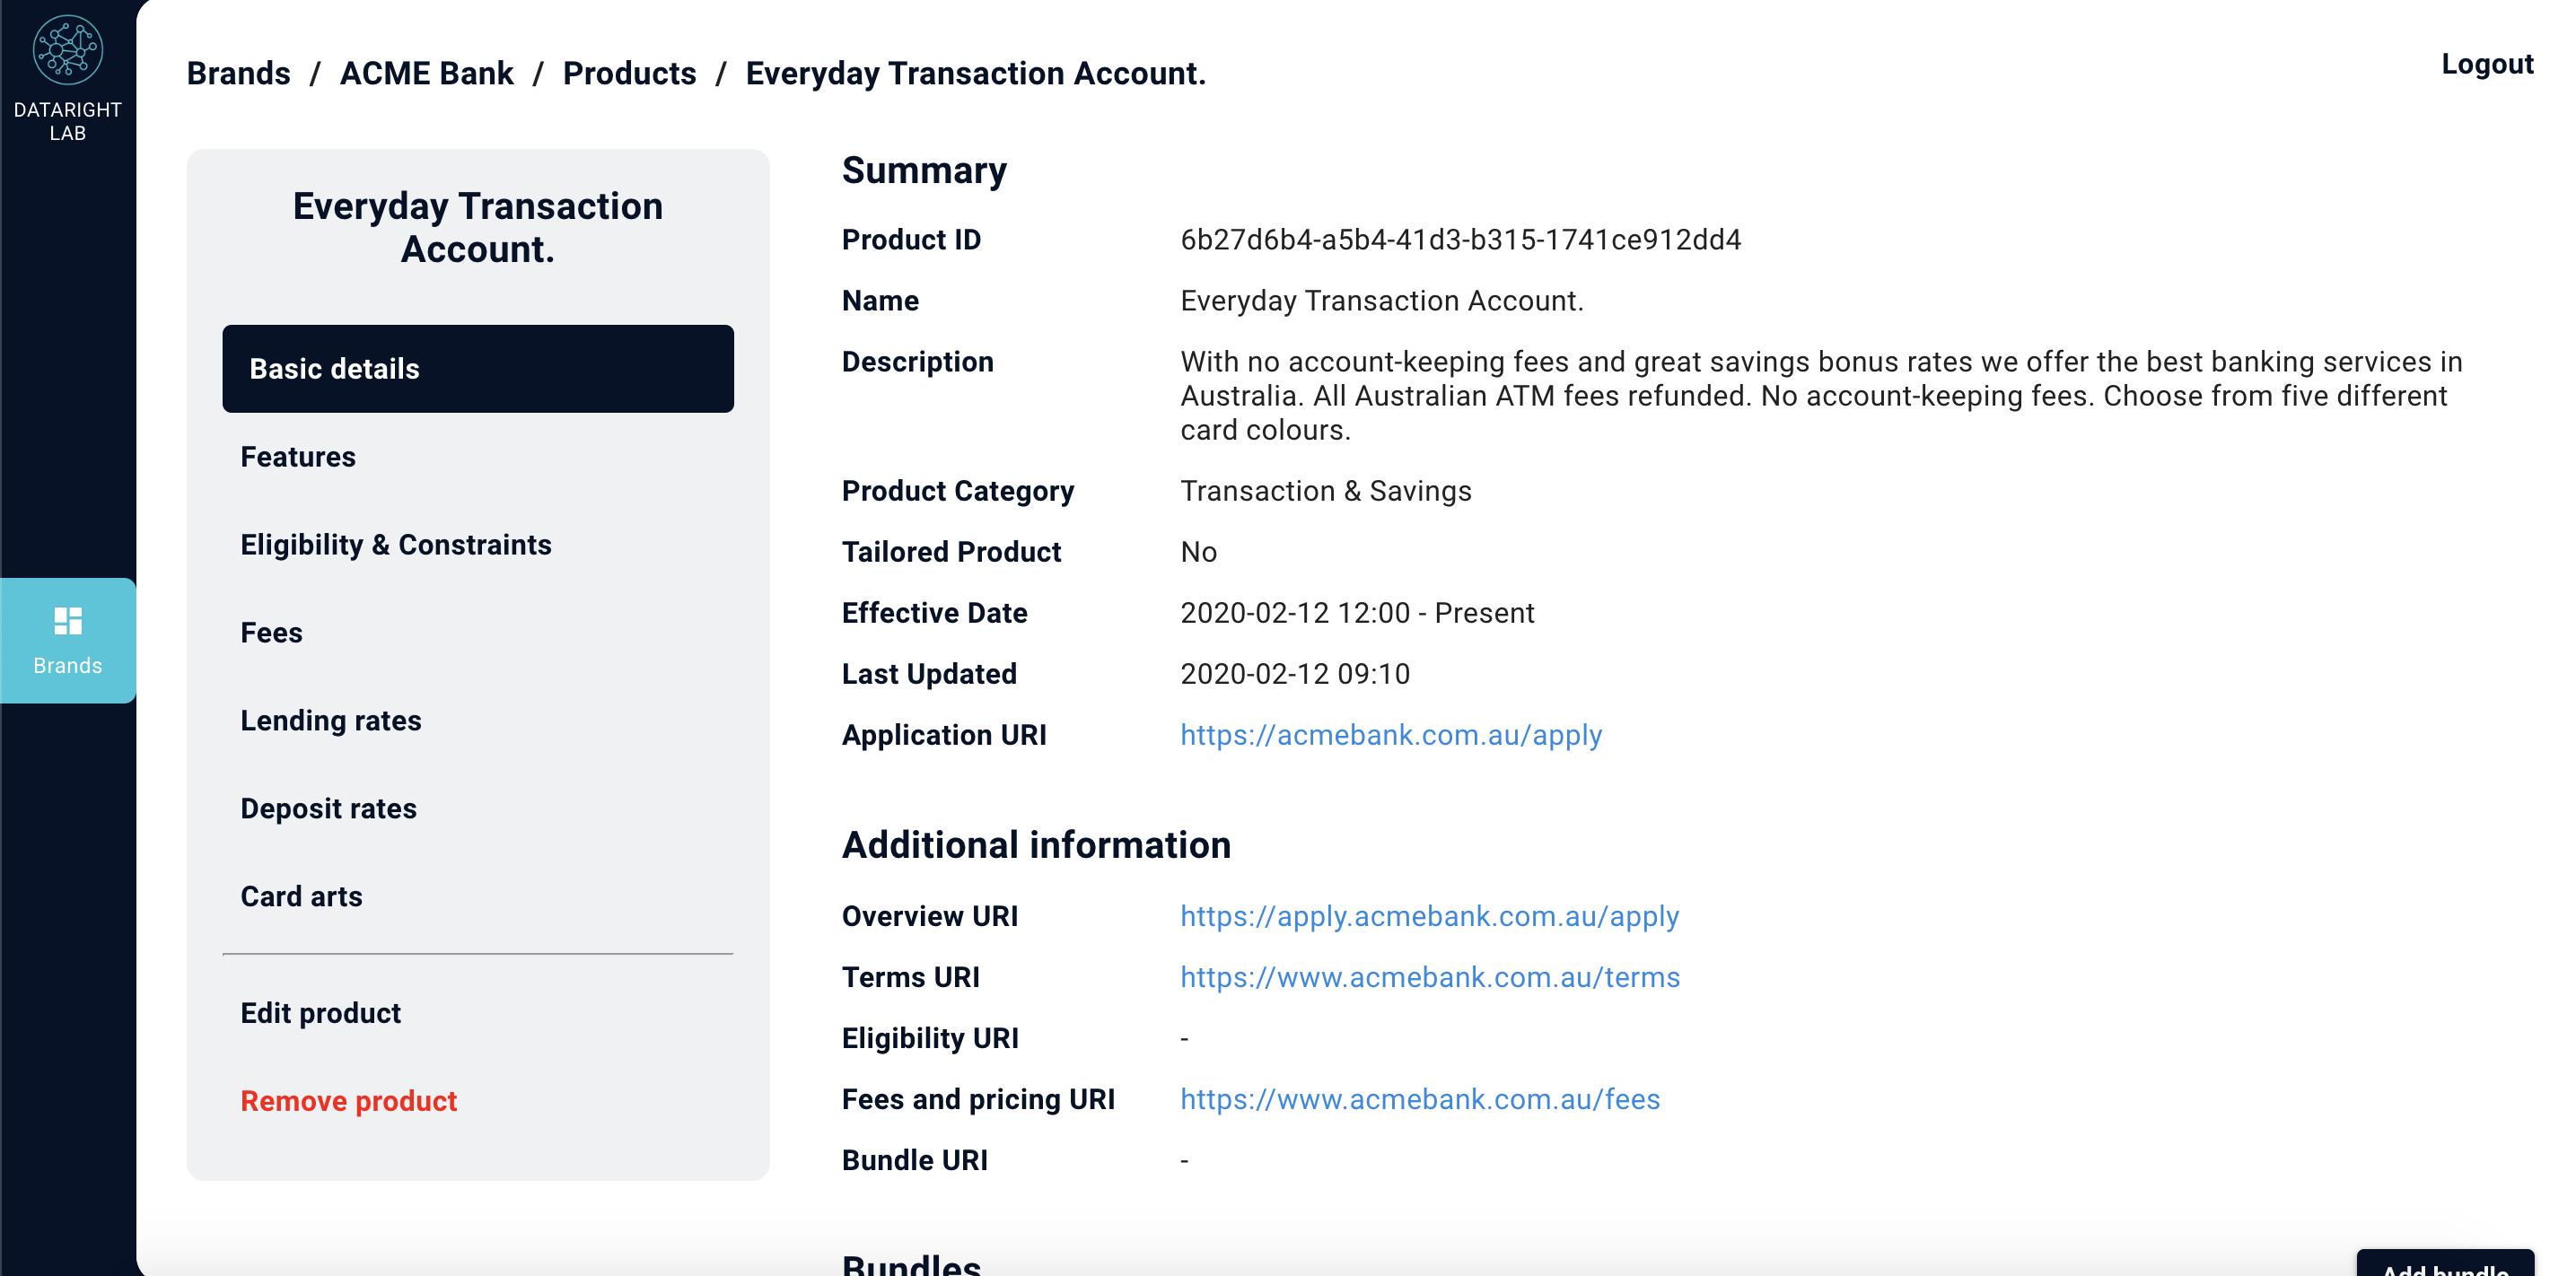 DATARIGHT
LAB
Brands / ACME Bank / Products / Everyday Transaction Account.
Logout
Everyday Transaction
Account.
Basic details
Features
Eligibility & Constraints
Fees
Lending rates
Deposit rates
Card arts
Edit product
Remove product
Brands
Summary
Product ID 6b27d6b4-a5b4-41d3-b315-1741ce912dd4
Name Everyday Transaction Account.
Description With no account-keeping fees and great savings bonus rates we offer the best banking services in
Australia. All Australian ATM fees refunded. No account-keeping fees. Choose from five different
card colours.
Product Category Transaction & Savings
Tailored Product No
Effective Date 2020-02-12 12:00 - Present
Last Updated 2020-02-12 09:10
Application URI https://acmebank.com.au/apply
Additional information
Overview URI https://apply.acmebank.com.au/apply
Terms URI https://www.acmebank.com.au/terms
Eligibility URI -
Fees and pricing URI https://www.acmebank.com.au/fees
Bundle URI -
Bundles
Add bundle